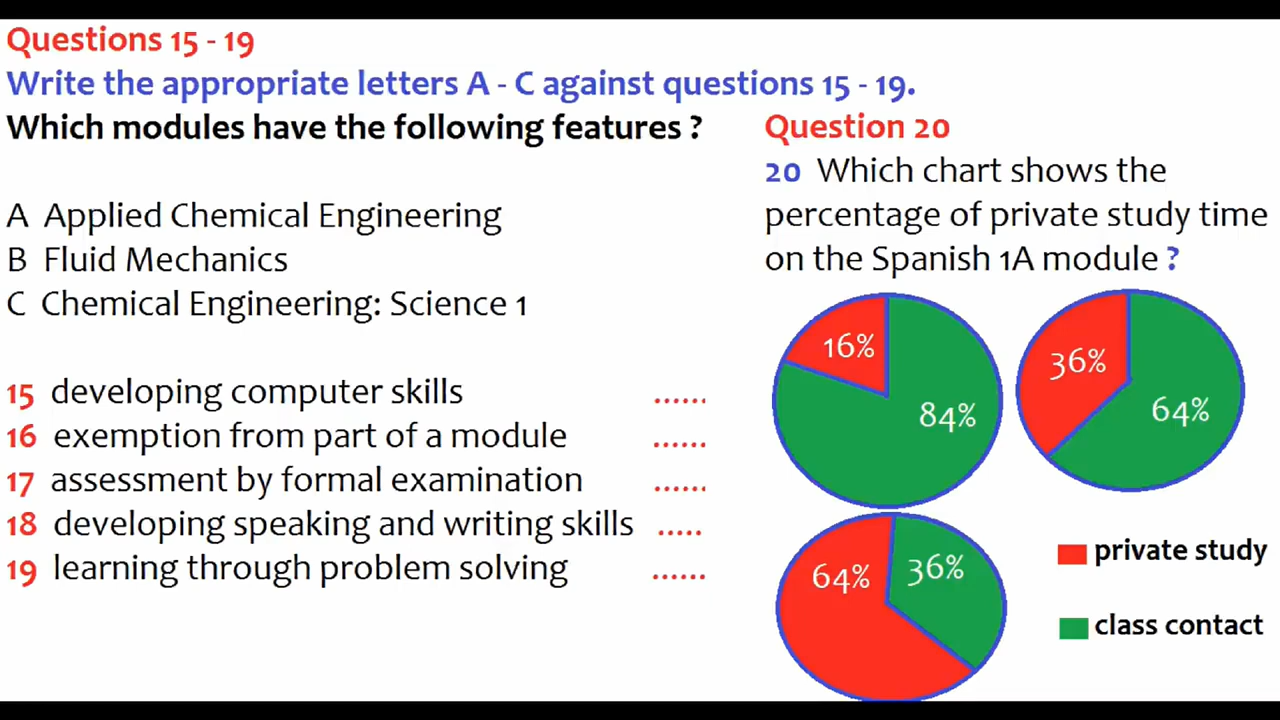 Questions 15 - 19
Write the appropriate letters A - C against questions 15 - 19.
Which modules have the following features ?
A Applied Chemical Engineering
B Fluid Mechanics
C Chemical Engineering: Science 1
15 developing computer skills ......
16 exemption from part of a module ......
17 assessment by formal examination ......
18 developing speaking and writing skills .....
19 learning through problem solving ......
Question 20
20 Which chart shows the
percentage of private study time
on the Spanish 1A module ?
16%
84%
36%
64%
64%
36%
private study
class contact